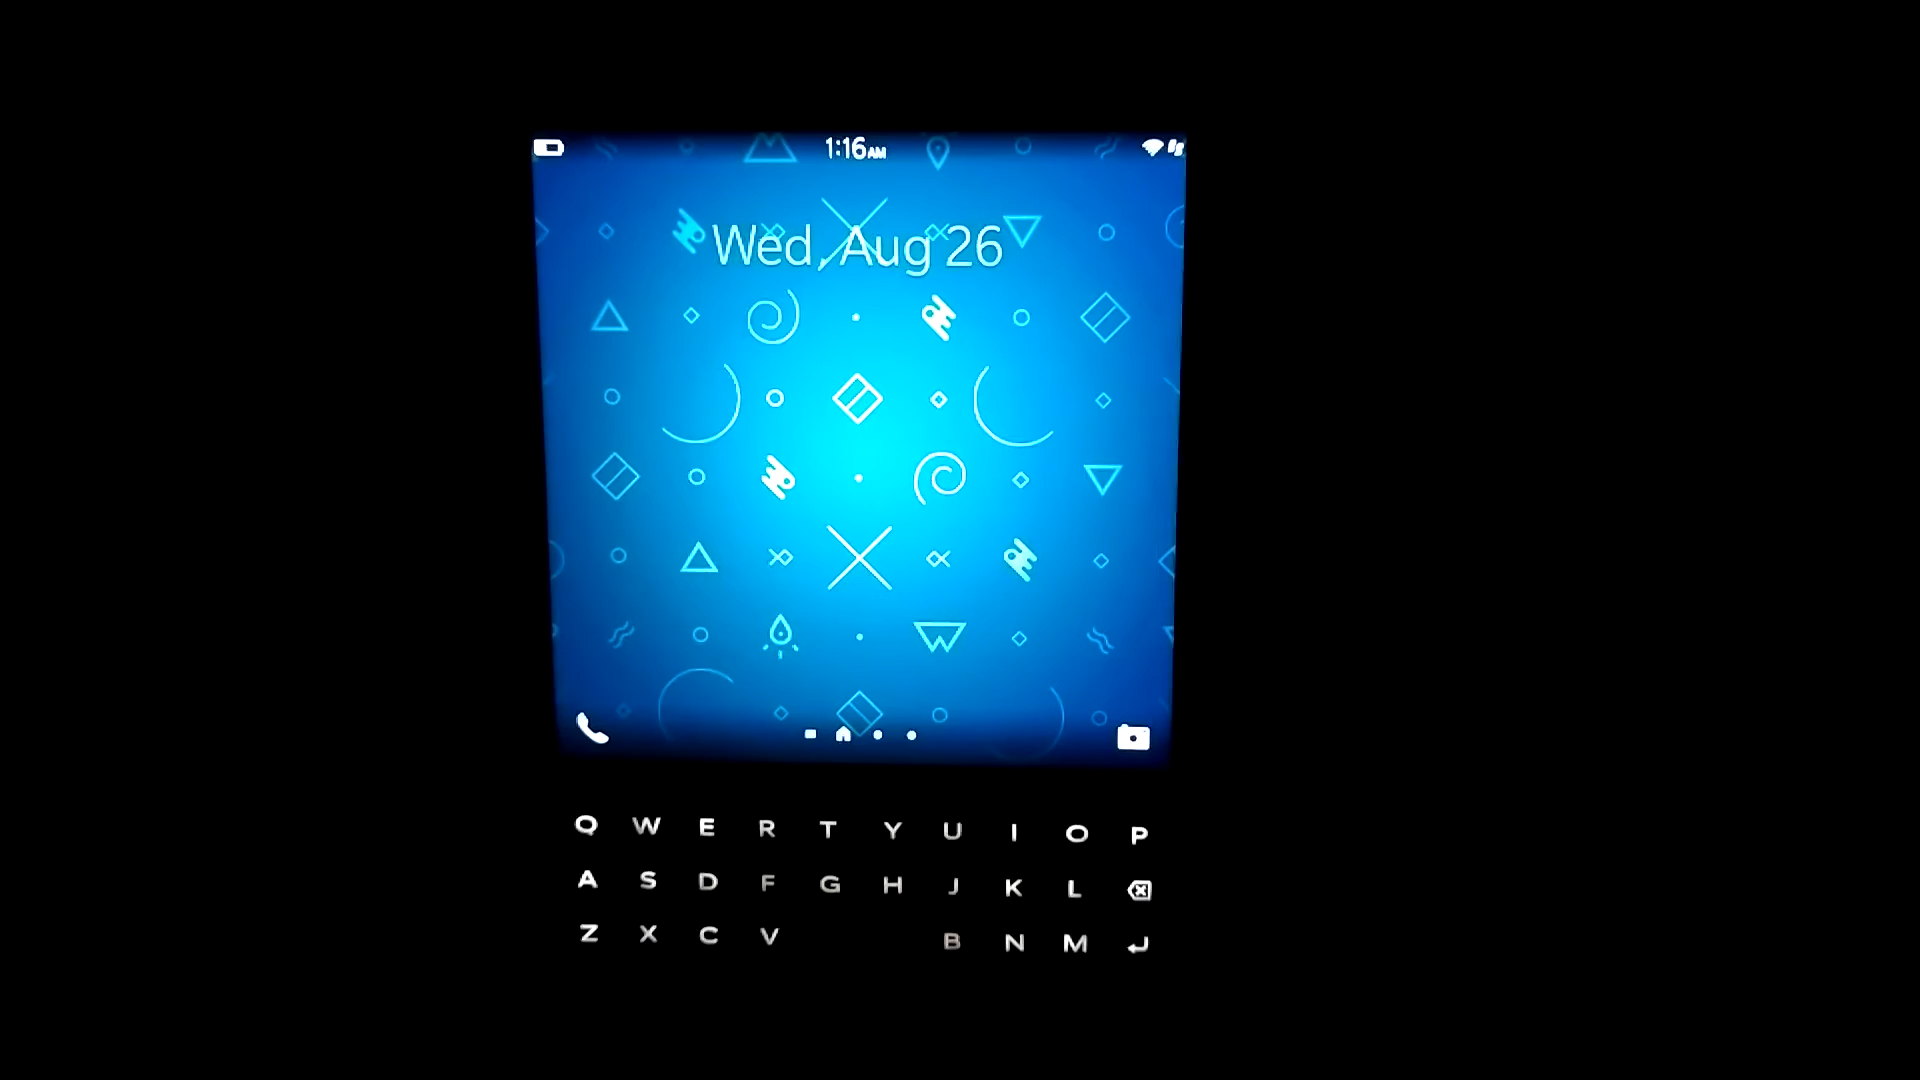 1:16AM
Wed, Aug 26
Q W E R T Y U I O P
A S D F G H J K L
Z X C V B N M